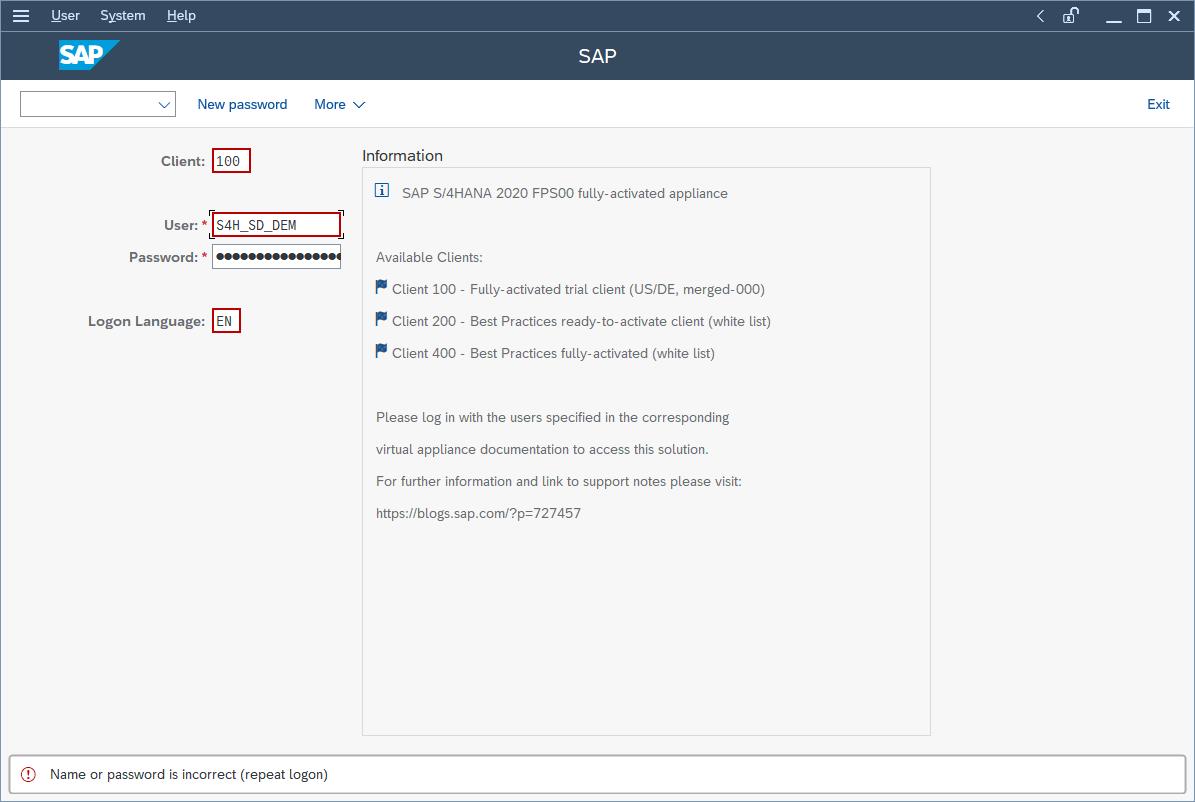 User System Help
SAP
SAP
New password More Exit
Client: 100
User: * S4H_SD_DEM
Password: * ●●●●●●●●●●●●●●●●
Logon Language: EN
Information
SAP S/4HANA 2020 FPS00 fully-activated appliance
Available Clients:
Client 100 - Fully-activated trial client (US/DE, merged-000)
Client 200 - Best Practices ready-to-activate client (white list)
Client 400 - Best Practices fully-activated (white list)
Please log in with the users specified in the corresponding
virtual appliance documentation to access this solution.
For further information and link to support notes please visit:
https://blogs.sap.com/?p=727457
Name or password is incorrect (repeat logon)